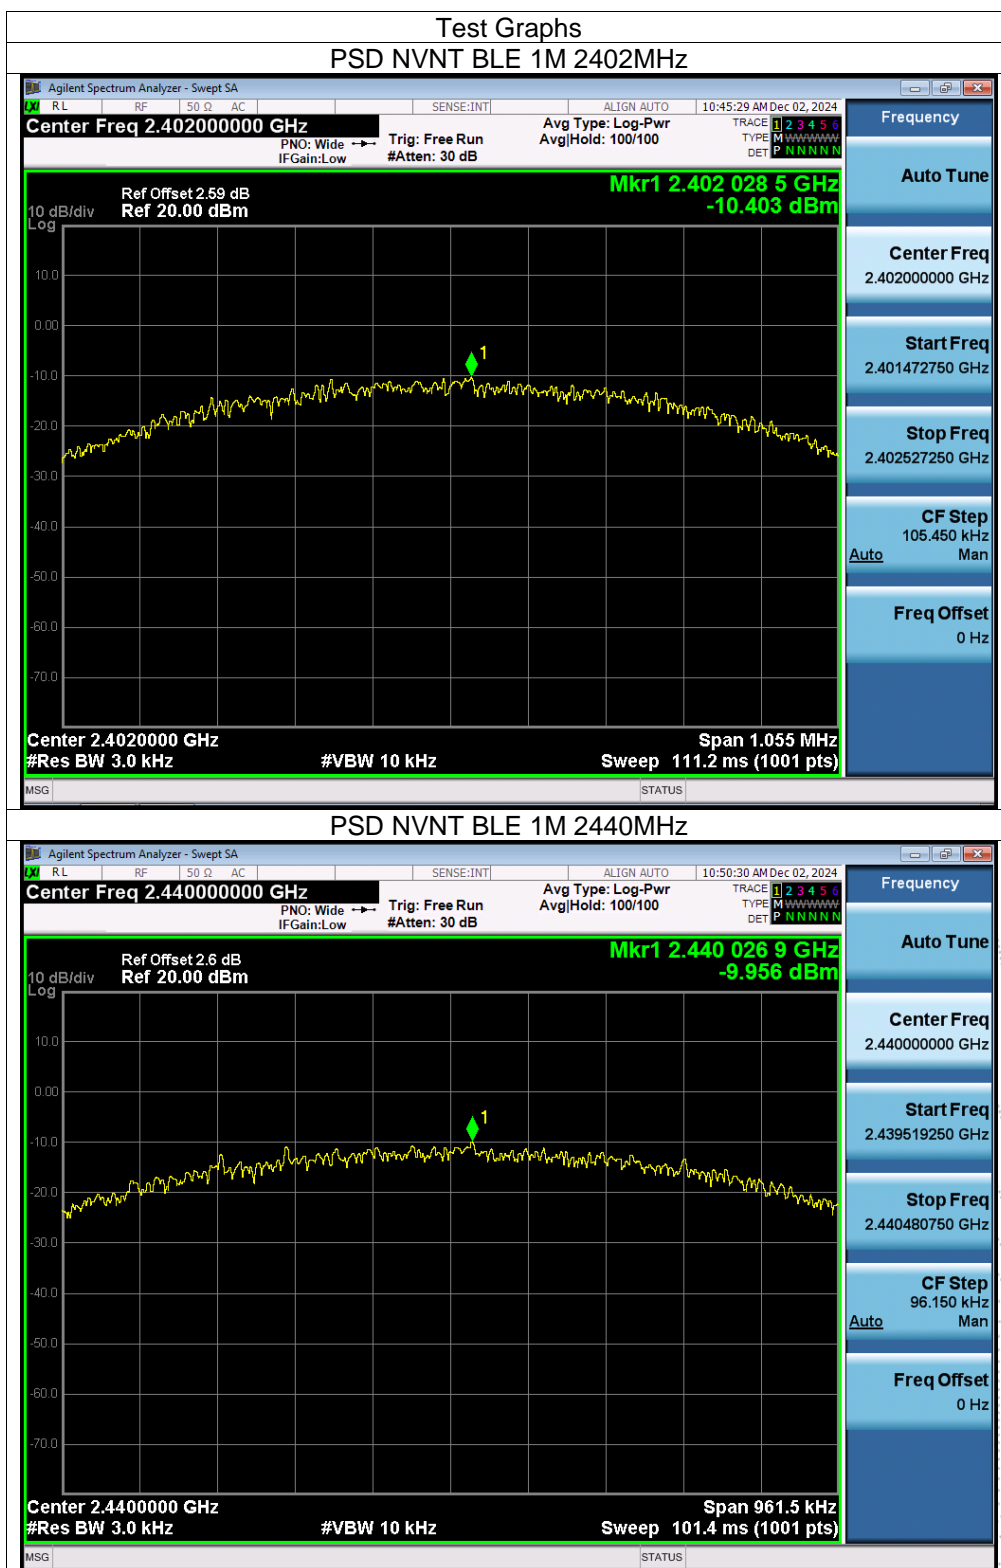 Test Graphs
PSD NVNT BLE 1M 2402MHz
Agilent Spectrum Analyzer - Swept SA
LXI RL RF 50 Ω AC SENSE:INT ALIGN AUTO 10:45:29 AM Dec 02, 2024
Center Freq 2.402000000 GHz
PNO: Wide
IFGain:Low
Trig: Free Run
#Atten: 30 dB
Avg Type: Log-Pwr
Avg|Hold: 100/100
TRACE 1 2 3 4 5 6
TYPE M WWWWW
DET P N N N N N
Frequency
Auto Tune
Mkr1 2.402 028 5 GHz
-10.403 dBm
Ref Offset 2.59 dB
10 dB/div Ref 20.00 dBm
Log
10.0
0.00
-10.0
-20.0
-30.0
-40.0
-50.0
-60.0
-70.0
1
Center Freq
2.402000000 GHz
Start Freq
2.401472750 GHz
Stop Freq
2.402527250 GHz
CF Step
105.450 kHz
Auto Man
Freq Offset
0 Hz
Center 2.4020000 GHz Span 1.055 MHz
#Res BW 3.0 kHz #VBW 10 kHz Sweep 111.2 ms (1001 pts)
MSG STATUS
PSD NVNT BLE 1M 2440MHz
Agilent Spectrum Analyzer - Swept SA
LXI RL RF 50 Ω AC SENSE:INT ALIGN AUTO 10:50:30 AM Dec 02, 2024
Center Freq 2.440000000 GHz
PNO: Wide
IFGain:Low
Trig: Free Run
#Atten: 30 dB
Avg Type: Log-Pwr
Avg|Hold: 100/100
TRACE 1 2 3 4 5 6
TYPE M WWWWW
DET P N N N N N
Frequency
Auto Tune
Mkr1 2.440 026 9 GHz
-9.956 dBm
Ref Offset 2.6 dB
10 dB/div Ref 20.00 dBm
Log
10.0
0.00
-10.0
-20.0
-30.0
-40.0
-50.0
-60.0
-70.0
1
Center Freq
2.440000000 GHz
Start Freq
2.439519250 GHz
Stop Freq
2.440480750 GHz
CF Step
96.150 kHz
Auto Man
Freq Offset
0 Hz
Center 2.4400000 GHz Span 961.5 kHz
#Res BW 3.0 kHz #VBW 10 kHz Sweep 101.4 ms (1001 pts)
MSG STATUS